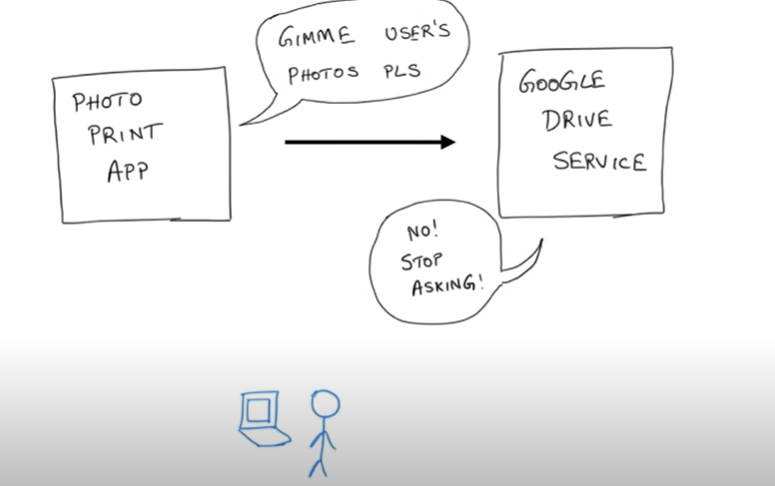 GIMME USER'S
PHOTOS PLS
PHOTO
PRINT
APP
GOOGLE
DRIVE
SERVICE
NO!
STOP
ASKING!